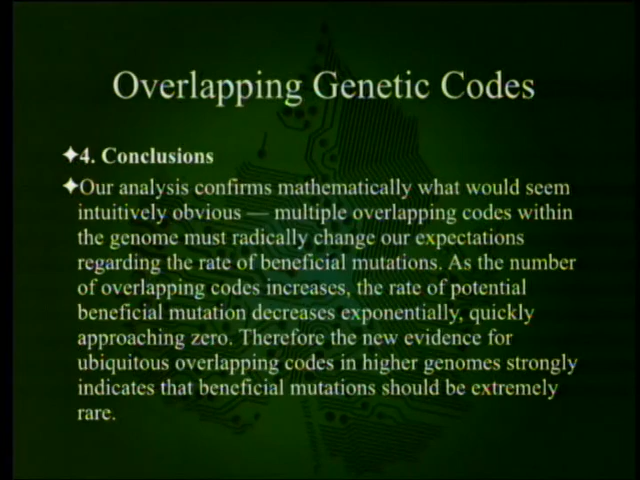 Overlapping Genetic Codes
✦4. Conclusions
✦Our analysis confirms mathematically what would seem
intuitively obvious — multiple overlapping codes within
the genome must radically change our expectations
regarding the rate of beneficial mutations. As the number
of overlapping codes increases, the rate of potential
beneficial mutation decreases exponentially, quickly
approaching zero. Therefore the new evidence for
ubiquitous overlapping codes in higher genomes strongly
indicates that beneficial mutations should be extremely
rare.